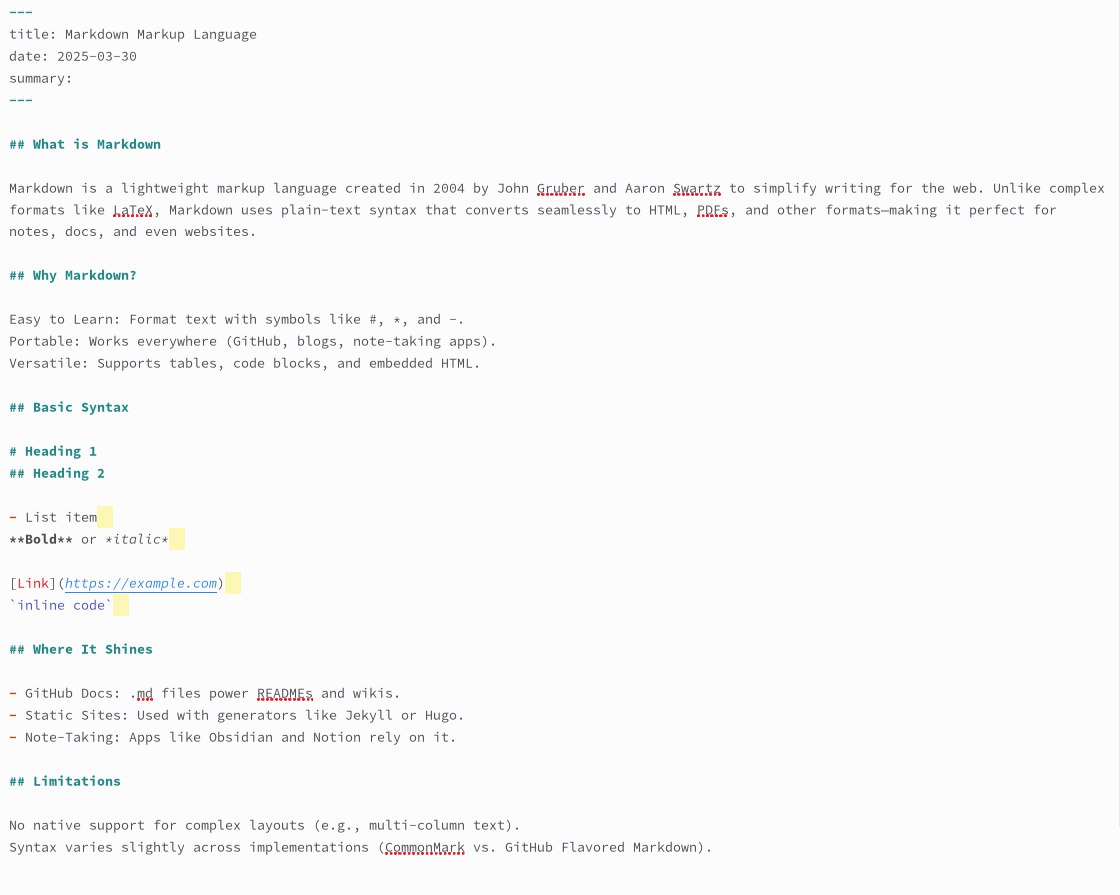 ---
title: Markdown Markup Language
date: 2025-03-30
summary:
---
## What is Markdown
Markdown is a lightweight markup language created in 2004 by John Gruber and Aaron Swartz to simplify writing for the web. Unlike complex
formats like LaTeX, Markdown uses plain-text syntax that converts seamlessly to HTML, PDFs, and other formats—making it perfect for
notes, docs, and even websites.
## Why Markdown?
Easy to Learn: Format text with symbols like #, *, and -.
Portable: Works everywhere (GitHub, blogs, note-taking apps).
Versatile: Supports tables, code blocks, and embedded HTML.
## Basic Syntax
# Heading 1
## Heading 2
- List item
**Bold** or *italic*
[Link](https://example.com)
`inline code`
## Where It Shines
- GitHub Docs: .md files power READMEs and wikis.
- Static Sites: Used with generators like Jekyll or Hugo.
- Note-Taking: Apps like Obsidian and Notion rely on it.
## Limitations
No native support for complex layouts (e.g., multi-column text).
Syntax varies slightly across implementations (CommonMark vs. GitHub Flavored Markdown).